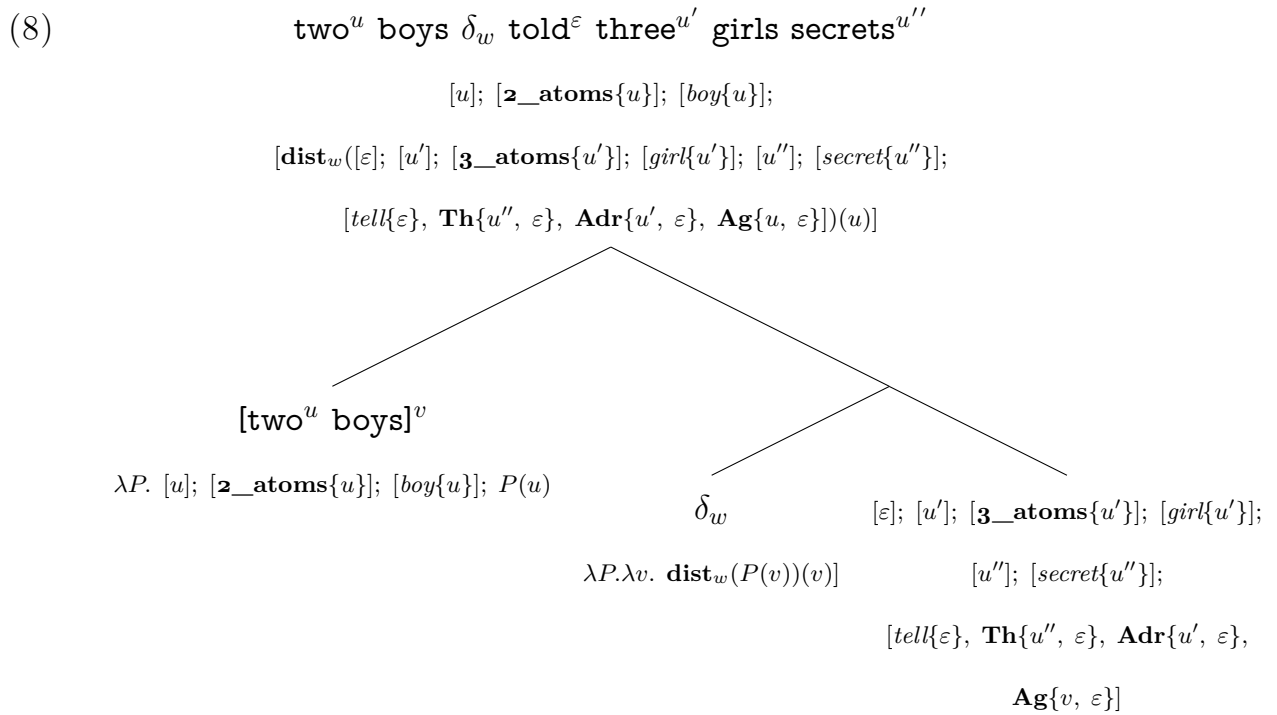 (8) two^u boys δ_w told^ε three^{u'} girls secrets^{u''}
[u]; [2_atoms{u}]; [boy{u}];
[dist_w([ε]; [u']; [3_atoms{u'}]; [girl{u'}]; [u'']; [secret{u''}];
[tell{ε}, Th{u'', ε}, Adr{u', ε}, Ag{u, ε}])(u)]
[two^u boys]^v
λP. [u]; [2_atoms{u}]; [boy{u}]; P(u)
δ_w
λP.λv. dist_w(P(v))(v)]
[ε]; [u']; [3_atoms{u'}]; [girl{u'}];
[u'']; [secret{u''}];
[tell{ε}, Th{u'', ε}, Adr{u', ε},
Ag{v, ε}]